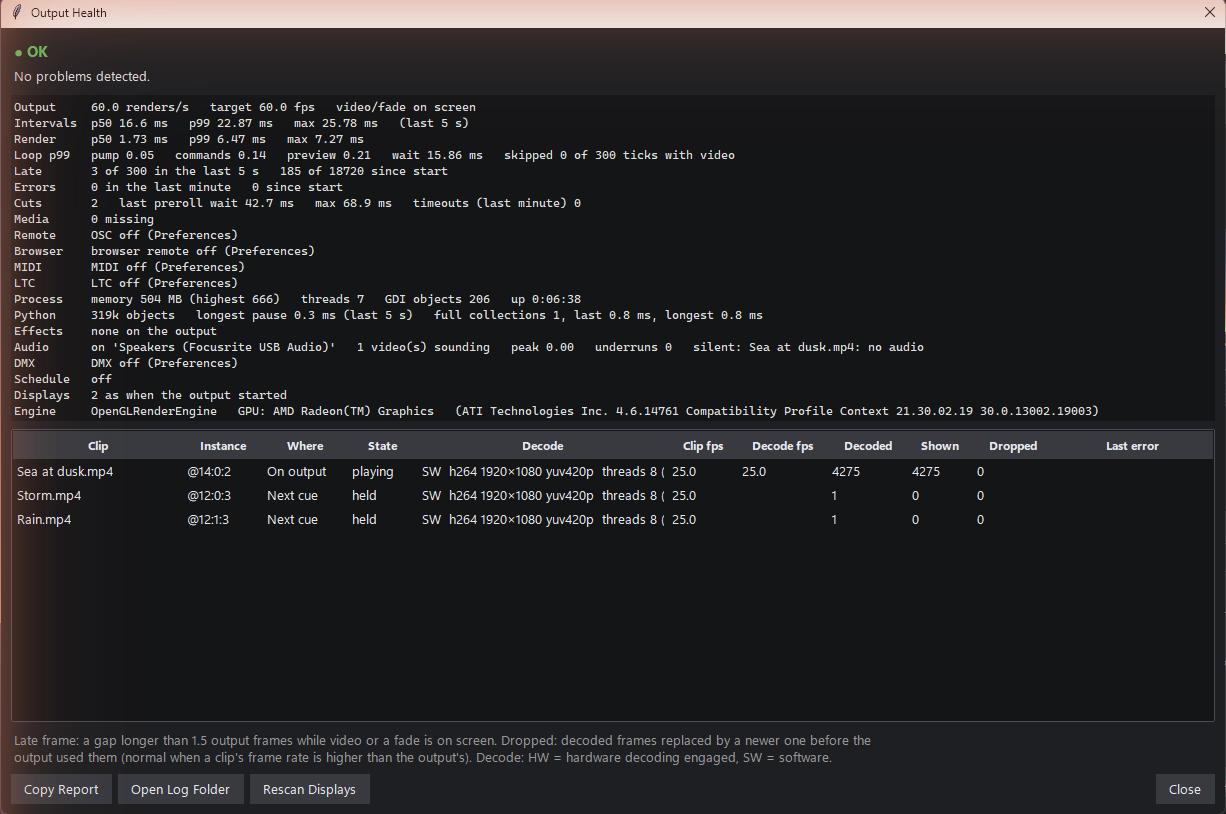 Output Health
● OK
No problems detected.
Output 60.0 renders/s target 60.0 fps video/fade on screen
Intervals p50 16.6 ms p99 22.87 ms max 25.78 ms (last 5 s)
Render p50 1.73 ms p99 6.47 ms max 7.27 ms
Loop p99 pump 0.05 commands 0.14 preview 0.21 wait 15.86 ms skipped 0 of 300 ticks with video
Late 3 of 300 in the last 5 s 185 of 18720 since start
Errors 0 in the last minute 0 since start
Cuts 2 last preroll wait 42.7 ms max 68.9 ms timeouts (last minute) 0
Media 0 missing
Remote OSC off (Preferences)
Browser browser remote off (Preferences)
MIDI MIDI off (Preferences)
LTC LTC off (Preferences)
Process memory 504 MB (highest 666) threads 7 GDI objects 206 up 0:06:38
Python 319k objects longest pause 0.3 ms (last 5 s) full collections 1, last 0.8 ms, longest 0.8 ms
Effects none on the output
Audio on 'Speakers (Focusrite USB Audio)' 1 video(s) sounding peak 0.00 underruns 0 silent: Sea at dusk.mp4: no audio
DMX DMX off (Preferences)
Schedule off
Displays 2 as when the output started
Engine OpenGLRenderEngine GPU: AMD Radeon(TM) Graphics (ATI Technologies Inc. 4.6.14761 Compatibility Profile Context 21.30.02.19 30.0.13002.19003)
Clip Instance Where State Decode Clip fps Decode fps Decoded Shown Dropped Last error
Sea at dusk.mp4 @14:0:2 On output playing SW h264 1920×1080 yuv420p threads 8 ( 25.0 25.0 4275 4275 0
Storm.mp4 @12:0:3 Next cue held SW h264 1920×1080 yuv420p threads 8 ( 25.0 1 0 0
Rain.mp4 @12:1:3 Next cue held SW h264 1920×1080 yuv420p threads 8 ( 25.0 1 0 0
Late frame: a gap longer than 1.5 output frames while video or a fade is on screen. Dropped: decoded frames replaced by a newer one before the
output used them (normal when a clip's frame rate is higher than the output's). Decode: HW = hardware decoding engaged, SW = software.
Copy Report Open Log Folder Rescan Displays Close